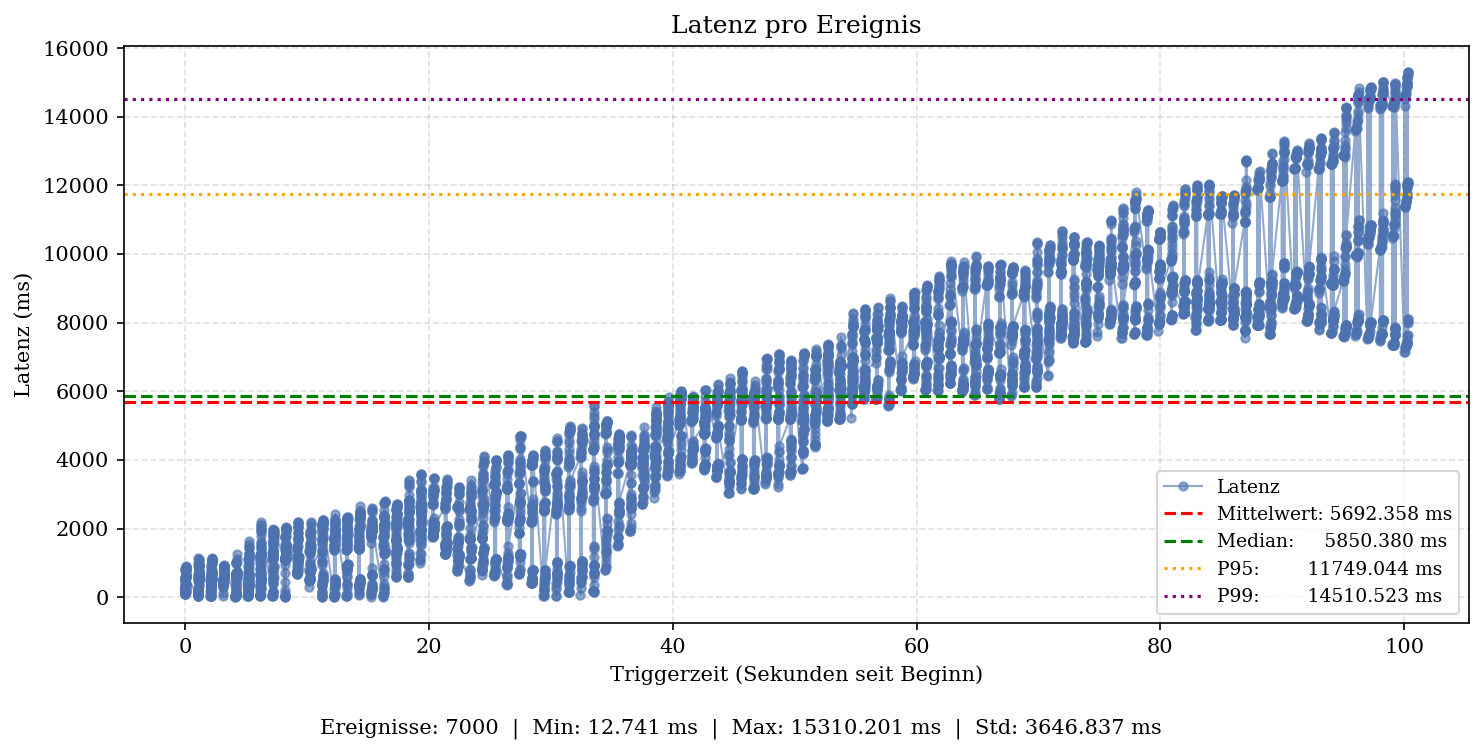 Latenz pro Ereignis
Latenz (ms)
16000
14000
12000
10000
8000
6000
4000
2000
0
Latenz
Mittelwert: 5692.358 ms
Median: 5850.380 ms
P95: 11749.044 ms
P99: 14510.523 ms
0 20 40 60 80 100
Triggerzeit (Sekunden seit Beginn)
Ereignisse: 7000 | Min: 12.741 ms | Max: 15310.201 ms | Std: 3646.837 ms